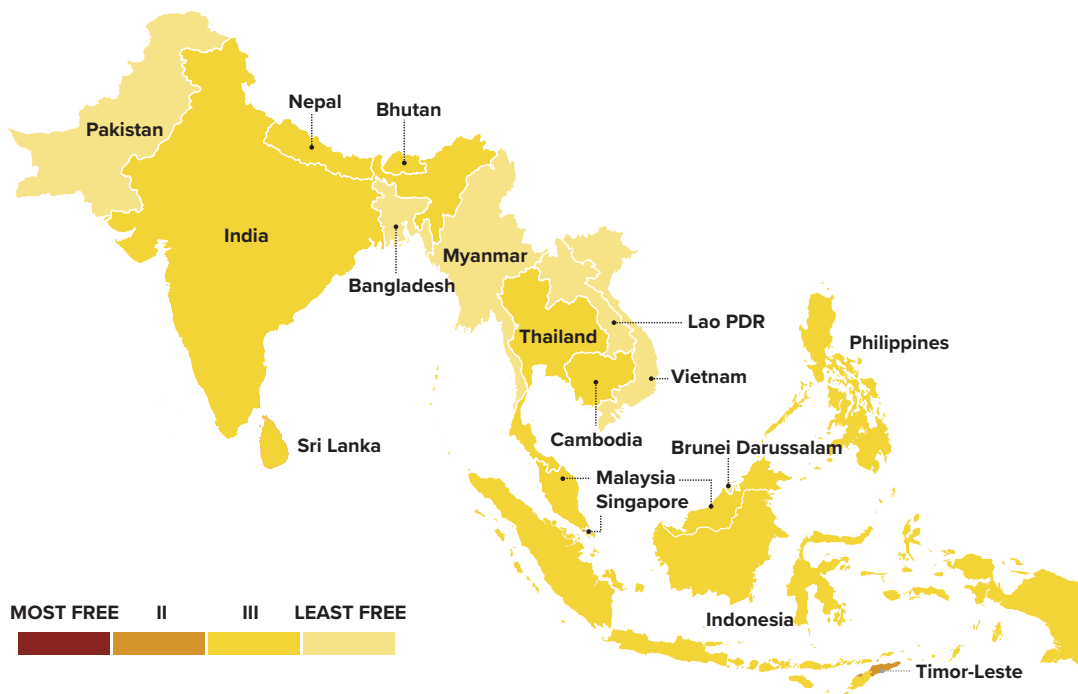 Nepal
Bhutan
Pakistan
India
Myanmar
Bangladesh
Lao PDR
Thailand
Philippines
Vietnam
Cambodia
Sri Lanka
Brunei Darussalam
Malaysia
Singapore
MOST FREE II III LEAST FREE
Indonesia
Timor-Leste